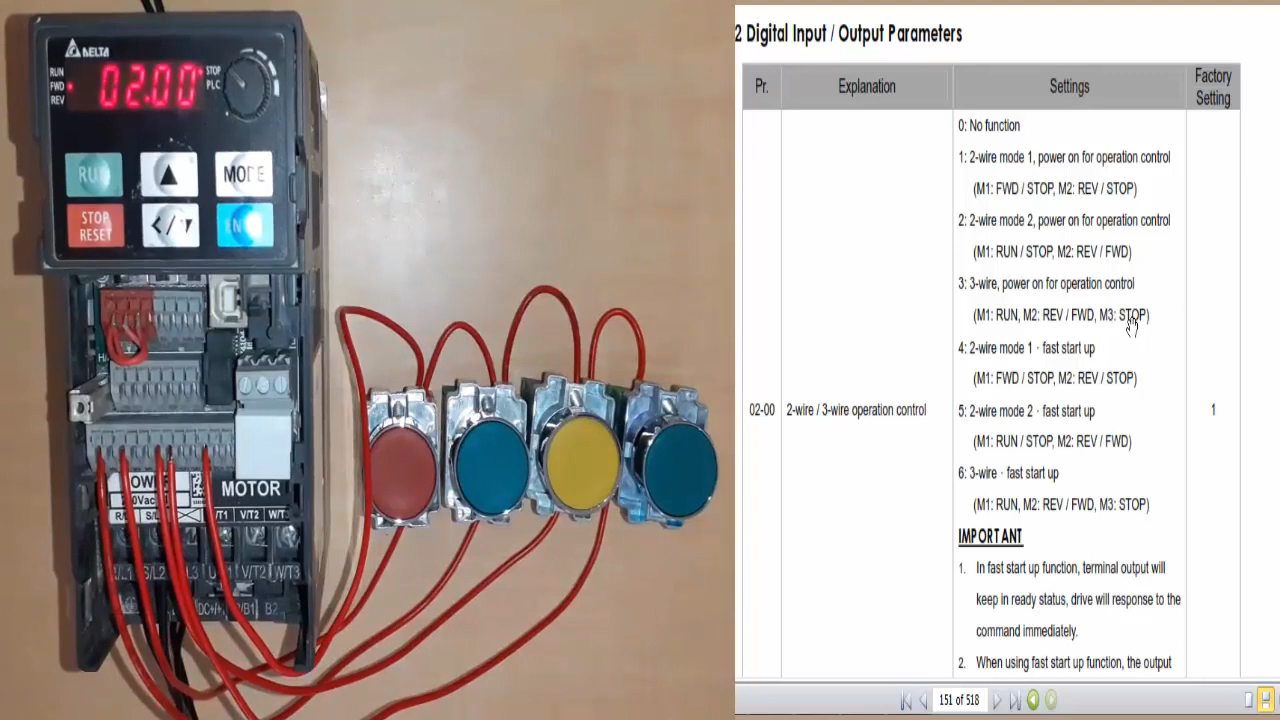 DELTA
RUN
FWD
REV
02.00
STOP
PLC
RUN
MODE
STOP
RESET
MOTOR
V/T2
W/T3
S/L2
V/T2
W/T3
B2
2 Digital Input / Output Parameters
Pr.
Explanation
Settings
Factory
Setting
0: No function
1: 2-wire mode 1, power on for operation control
(M1: FWD / STOP, M2: REV / STOP)
2: 2-wire mode 2, power on for operation control
(M1: RUN / STOP, M2: REV / FWD)
3: 3-wire, power on for operation control
(M1: RUN, M2: REV / FWD, M3: STOP)
4: 2-wire mode 1 · fast start up
(M1: FWD / STOP, M2: REV / STOP)
02-00
2-wire / 3-wire operation control
5: 2-wire mode 2 · fast start up
1
(M1: RUN / STOP, M2: REV / FWD)
6: 3-wire · fast start up
(M1: RUN, M2: REV / FWD, M3: STOP)
IMPORTANT
1. In fast start up function, terminal output will
keep in ready status, drive will response to the
command immediately.
2. When using fast start up function, the output
151 of 518